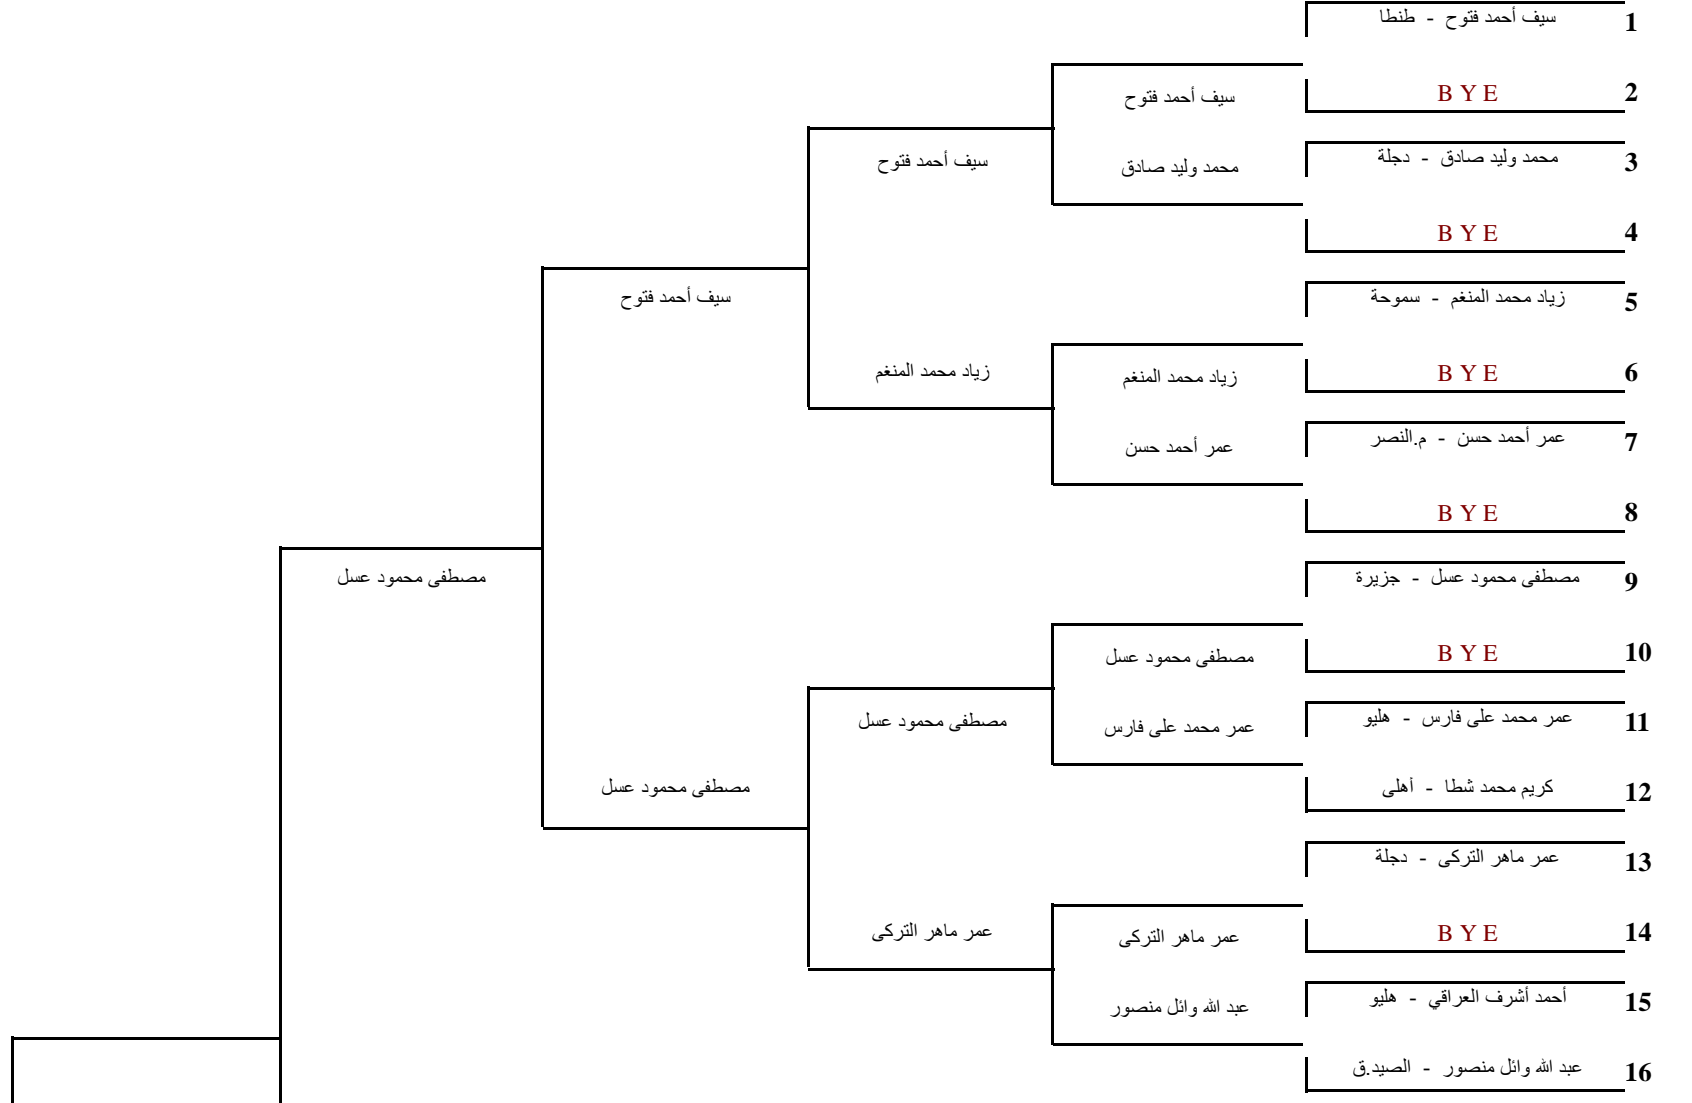 1 سيف أحمد فتوح - طنطا
2 B Y E
سيف أحمد فتوح
3 محمد وليد صادق - دجلة
محمد وليد صادق
سيف أحمد فتوح
4 B Y E
5 زياد محمد المنغم - سموحة
سيف أحمد فتوح
6 B Y E
زياد محمد المنغم
زياد محمد المنغم
7 عمر أحمد حسن - م.النصر
عمر أحمد حسن
8 B Y E
9 مصطفى محمود عسل - جزيرة
مصطفى محمود عسل
10 B Y E
مصطفى محمود عسل
11 عمر محمد على فارس - هليو
عمر محمد على فارس
مصطفى محمود عسل
12 كريم محمد شطا - أهلى
مصطفى محمود عسل
13 عمر ماهر التركى - دجلة
14 B Y E
عمر ماهر التركى
عمر ماهر التركى
15 أحمد أشرف العراقي - هليو
عبد الله وائل منصور
16 عبد الله وائل منصور - الصيد.ق